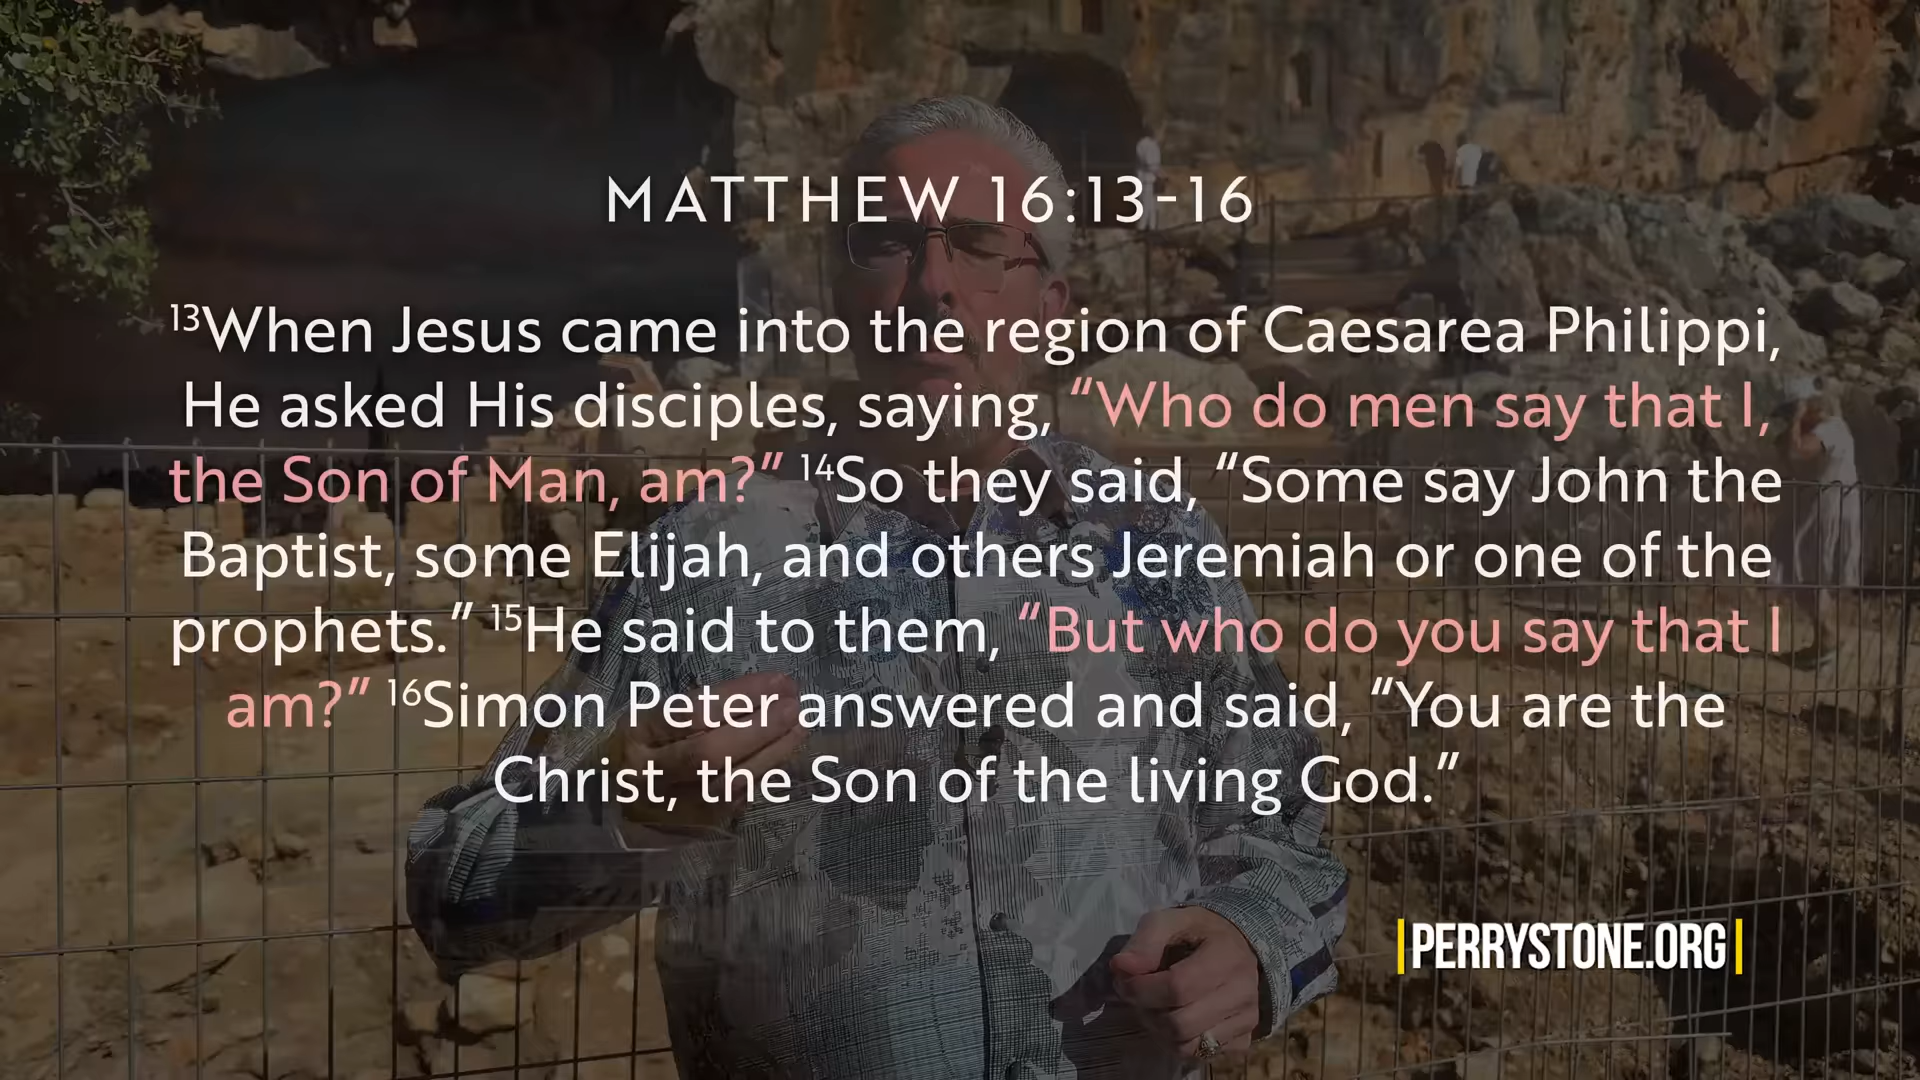 MATTHEW 16:13-16
¹³When Jesus came into the region of Caesarea Philippi,
He asked His disciples, saying, “Who do men say that I,
the Son of Man, am?” ¹⁴So they said, “Some say John the
Baptist, some Elijah, and others Jeremiah or one of the
prophets.” ¹⁵He said to them, “But who do you say that I
am?” ¹⁶Simon Peter answered and said, “You are the
Christ, the Son of the living God.”
|PERRYSTONE.ORG|